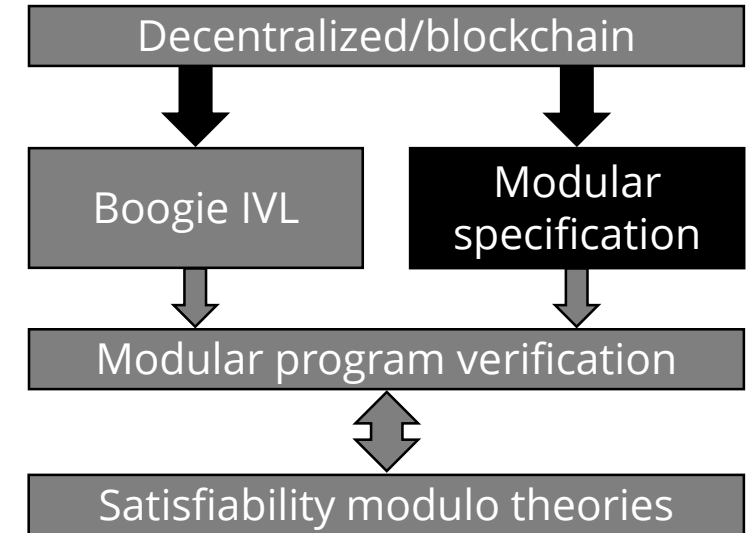 Decentralized/blockchain
Boogie IVL
Modular
specification
Modular program verification
Satisfiability modulo theories